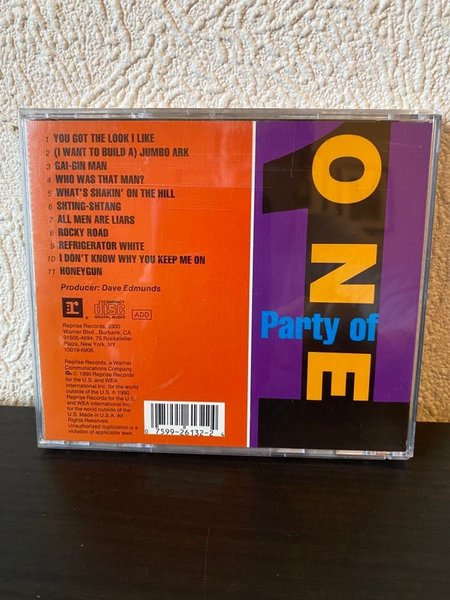 1 YOU GOT THE LOOK I LIKE
2 (I WANT TO BUILD A) JUMBO ARK
3 GAI-GIN MAN
4 WHO WAS THAT MAN?
5 WHAT'S SHAKIN' ON THE HILL
6 SHTING-SHTANG
7 ALL MEN ARE LIARS
8 ROCKY ROAD
9 REFRIGERATOR WHITE
10 I DON'T KNOW WHY YOU KEEP ME ON
11 HONEYGUN
Producer: Dave Edmunds
r
COMPACT
disc
DIGITAL AUDIO
ADD
Reprise Records, 3300
Warner Blvd., Burbank, CA
91505-4694, 75 Rockefeller
Plaza, New York, NY
10019-6908.
Reprise Records, a Warner
Communications Company
℗ © 1990 Reprise Records
for the U.S. and WEA
International Inc. for the world
outside of the U.S. © 1990
Reprise Records for the U.S.
and WEA International Inc.
for the world outside of the
U.S. Made in U.S.A. All
Rights Reserved.
Unauthorized duplication is a
violation of applicable laws.
0 7599-26132-2 4
Party of
ONE
1